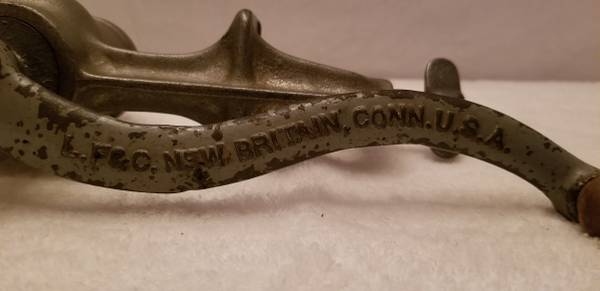 L. F. & C. NEW BRITAIN, CONN. U.S.A.